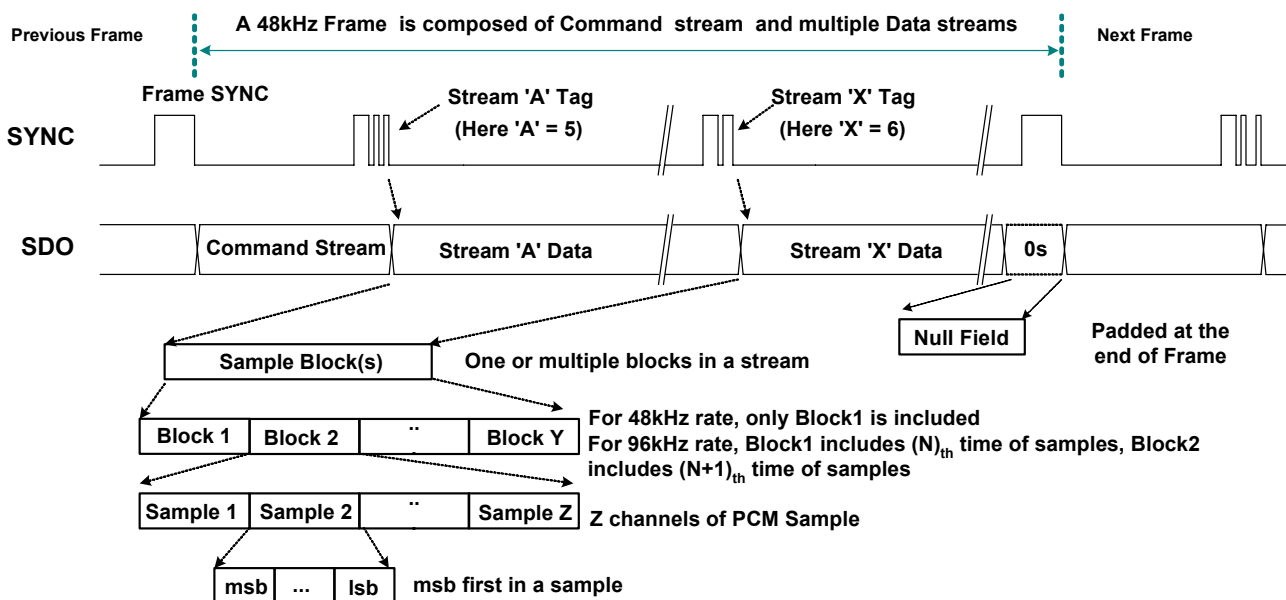 A 48kHz Frame is composed of Command stream and multiple Data streams
Previous Frame
Next Frame
Frame SYNC
Stream 'A' Tag
(Here 'A' = 5)
Stream 'X' Tag
(Here 'X' = 6)
SYNC
SDO
Command Stream
Stream 'A' Data
Stream 'X' Data
0s
Null Field
Padded at the
end of Frame
Sample Block(s)
One or multiple blocks in a stream
Block 1
Block 2
..
Block Y
For 48kHz rate, only Block1 is included
For 96kHz rate, Block1 includes (N)th time of samples, Block2
includes (N+1)th time of samples
Sample 1
Sample 2
..
Sample Z
Z channels of PCM Sample
msb
...
lsb
msb first in a sample